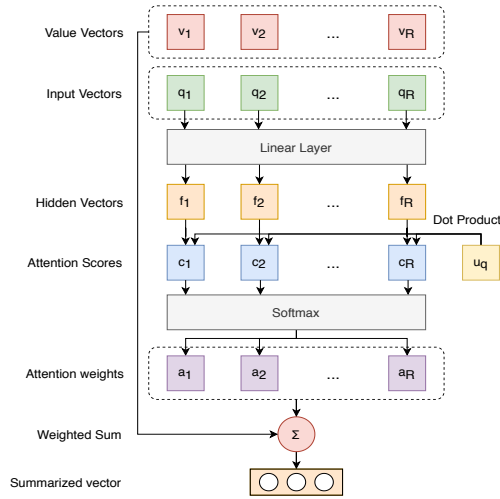 Value Vectors v1 v2 ... vR
Input Vectors q1 q2 ... qR
Linear Layer
Hidden Vectors f1 f2 ... fR
Dot Product
Attention Scores c1 c2 ... cR uq
Softmax
Attention weights a1 a2 ... aR
Weighted Sum Σ
Summarized vector